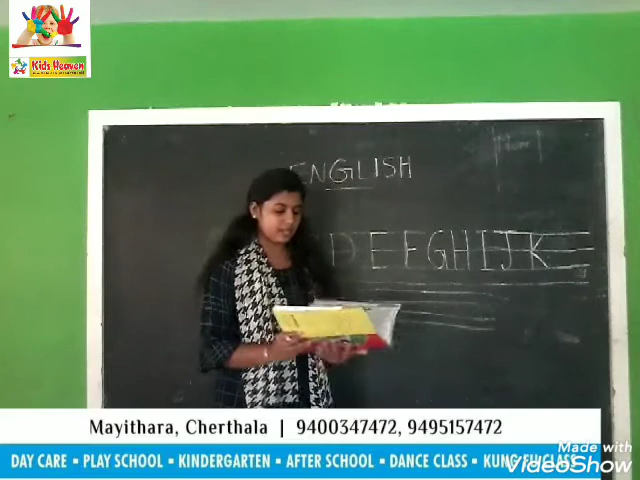 Kids Heaven
ENGLISH
D E F G H I J K
Mayithara, Cherthala | 9400347472, 9495157472
DAY CARE ▪ PLAY SCHOOL ▪ KINDERGARTEN ▪ AFTER SCHOOL ▪ DANCE CLASS ▪ KUNG FU CLASS
Made with
VideoShow